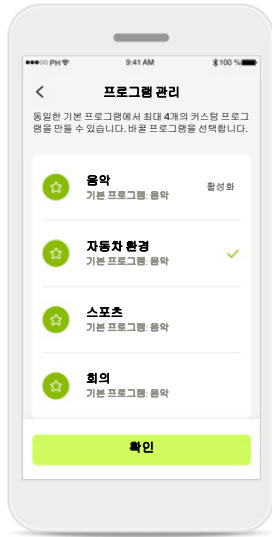 PH 9:41 AM 100 %
프로그램 관리
동일한 기본 프로그램에서 최대 4개의 커스텀 프로그
램을 만들 수 있습니다. 바꿀 프로그램을 선택합니다.
음악
기본 프로그램: 음악
활성화
자동차 환경
기본 프로그램: 음악
스포츠
기본 프로그램: 음악
회의
기본 프로그램: 음악
확인